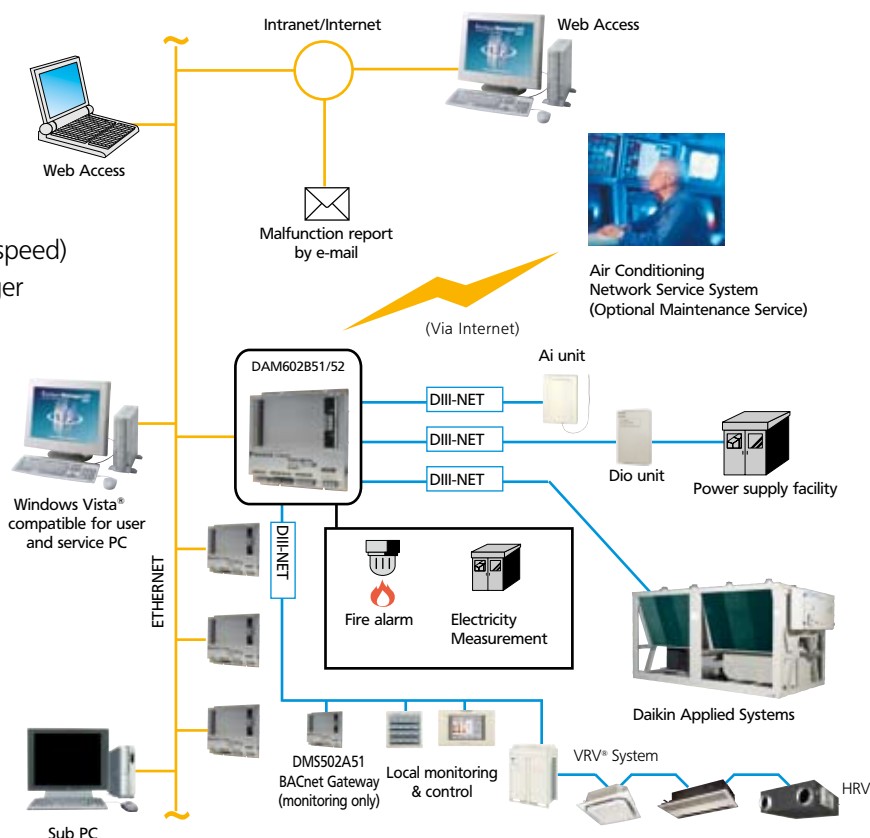 Intranet/Internet
Web Access
Web Access
Malfunction report
by e-mail
speed)
ger
Air Conditioning
Network Service System
(Optional Maintenance Service)
(Via Internet)
DAM602B51/52
Ai unit
DIII-NET
DIII-NET
DIII-NET
Dio unit
Power supply facility
Windows Vista®
compatible for user
and service PC
ETHERNET
DIII-NET
Fire alarm
Electricity
Measurement
Daikin Applied Systems
DMS502A51
BACnet Gateway
(monitoring only)
Local monitoring
& control
VRV® System
HRV
Sub PC